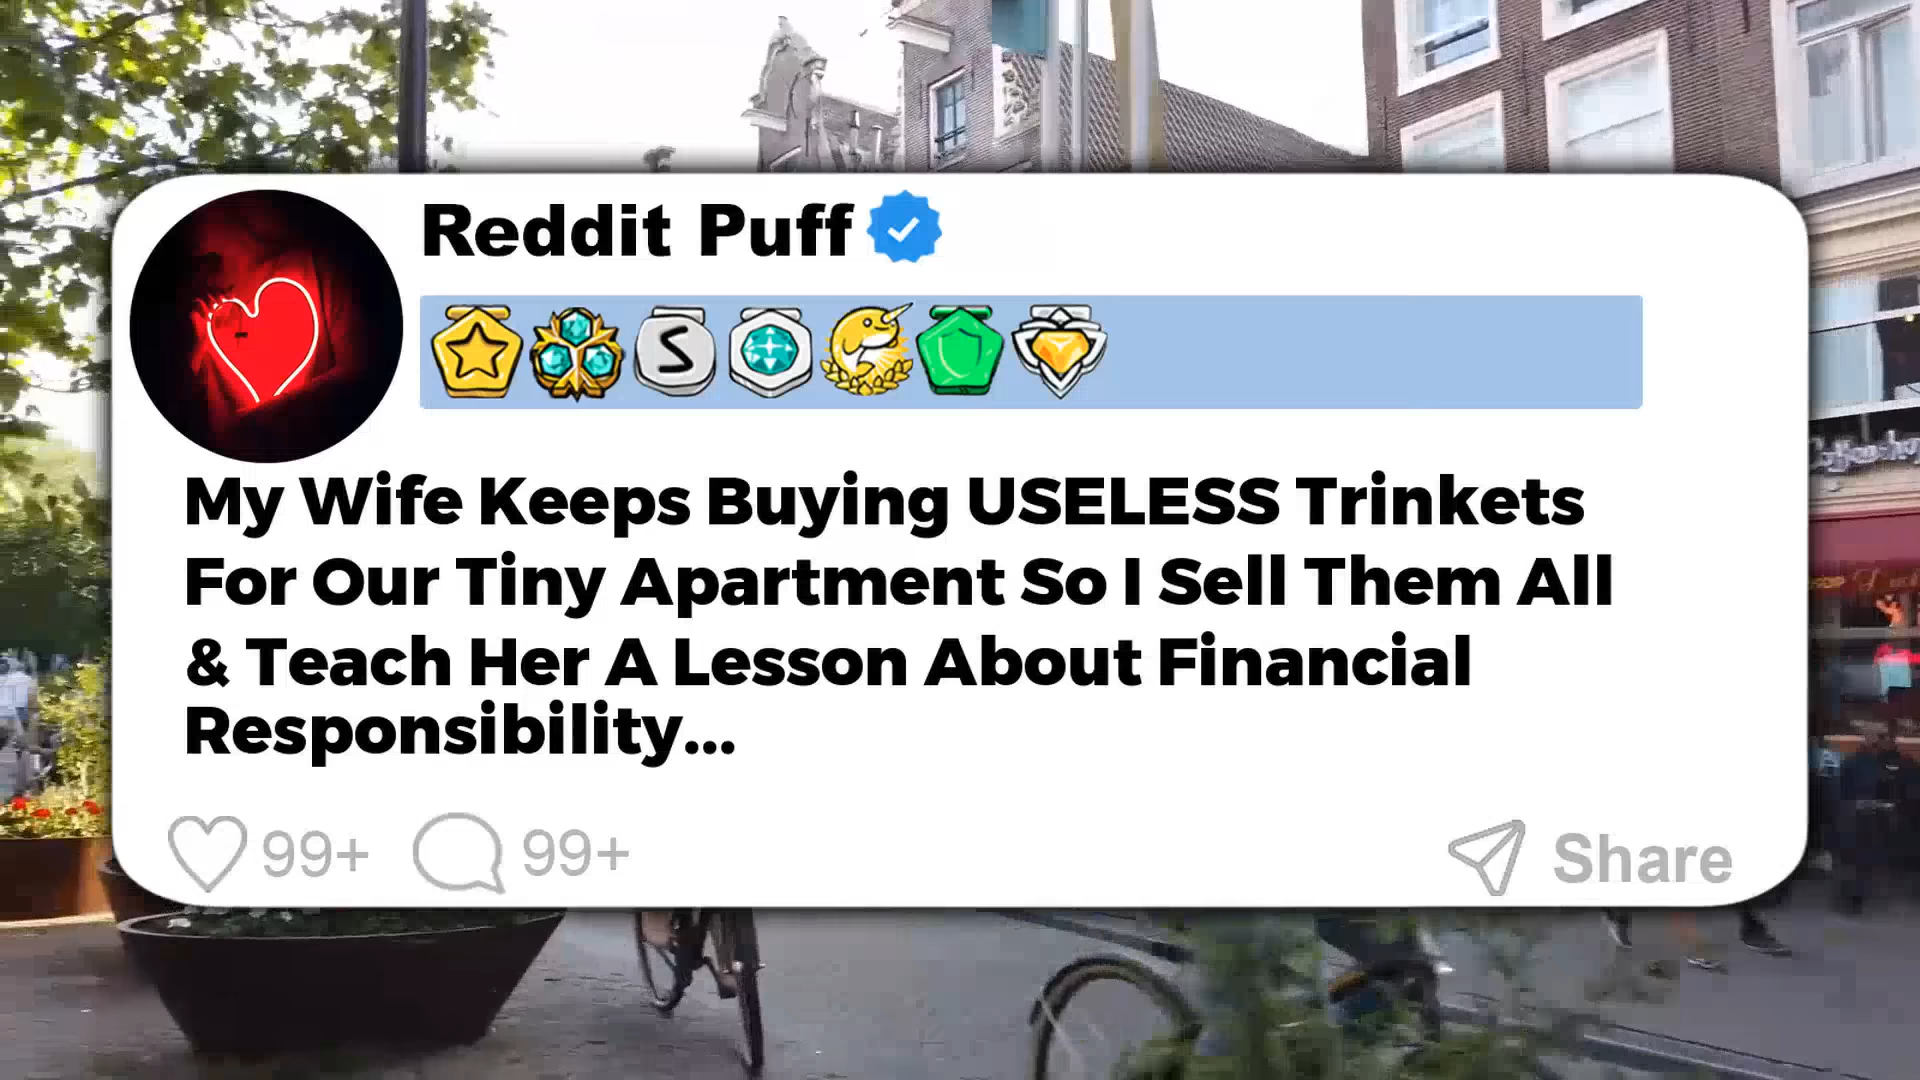 Reddit Puff
S
My Wife Keeps Buying USELESS Trinkets
For Our Tiny Apartment So I Sell Them All
& Teach Her A Lesson About Financial
Responsibility...
99+ 99+ Share